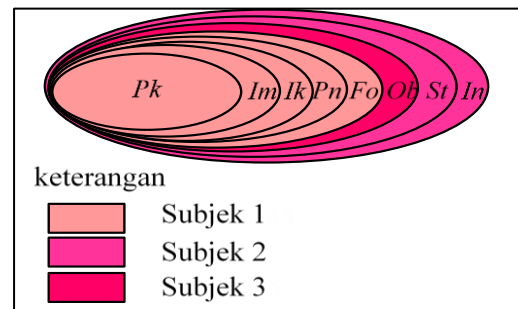 Pk Im Ik Pn Fo Ob St In
keterangan
Subjek 1
Subjek 2
Subjek 3